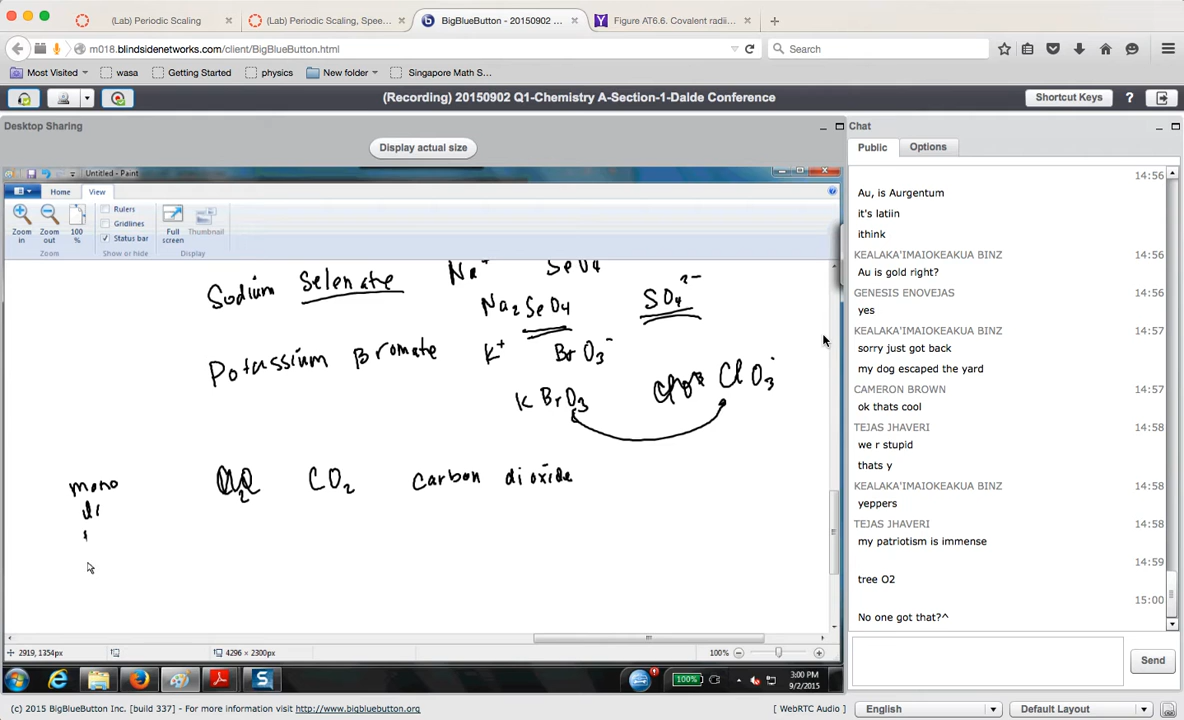 (Lab) Periodic Scaling
(Lab) Periodic Scaling, Spee...
BigBlueButton - 20150902 ...
Figure AT6.6. Covalent radii...
m018.blindsidenetworks.com/client/BigBlueButton.html
Search
Most Visited
wasa
Getting Started
physics
New folder
Singapore Math S...
(Recording) 20150902 Q1-Chemistry A-Section-1-Dalde Conference
Shortcut Keys
?
Desktop Sharing
Display actual size
Untitled - Paint
Home
View
Zoom in
Zoom out
100 %
Rulers
Gridlines
Status bar
Full screen
Thumbnail
Zoom
Show or hide
Display
Sodium Selenate Na+ SeO4
Na2SeO4 SO4 2-
Potassium Bromate K+ BrO3-
KBrO3 ClO3-
mono CO2 carbon dioxide
di
2919, 1354px
4296 × 2300px
100%
100%
3:00 PM
9/2/2015
Chat
Public
Options
14:56
Au, is Aurgentum
it's latiin
ithink
KEALAKA'IMAIOKEAKUA BINZ 14:56
Au is gold right?
GENESIS ENOVEJAS 14:56
yes
KEALAKA'IMAIOKEAKUA BINZ 14:57
sorry just got back
my dog escaped the yard
CAMERON BROWN 14:57
ok thats cool
TEJAS JHAVERI 14:58
we r stupid
thats y
KEALAKA'IMAIOKEAKUA BINZ 14:58
yeppers
TEJAS JHAVERI 14:58
my patriotism is immense
14:59
tree O2
15:00
No one got that?^
Send
(c) 2015 BigBlueButton Inc. [build 337] - For more information visit http://www.bigbluebutton.org
[ WebRTC Audio ]
English
Default Layout